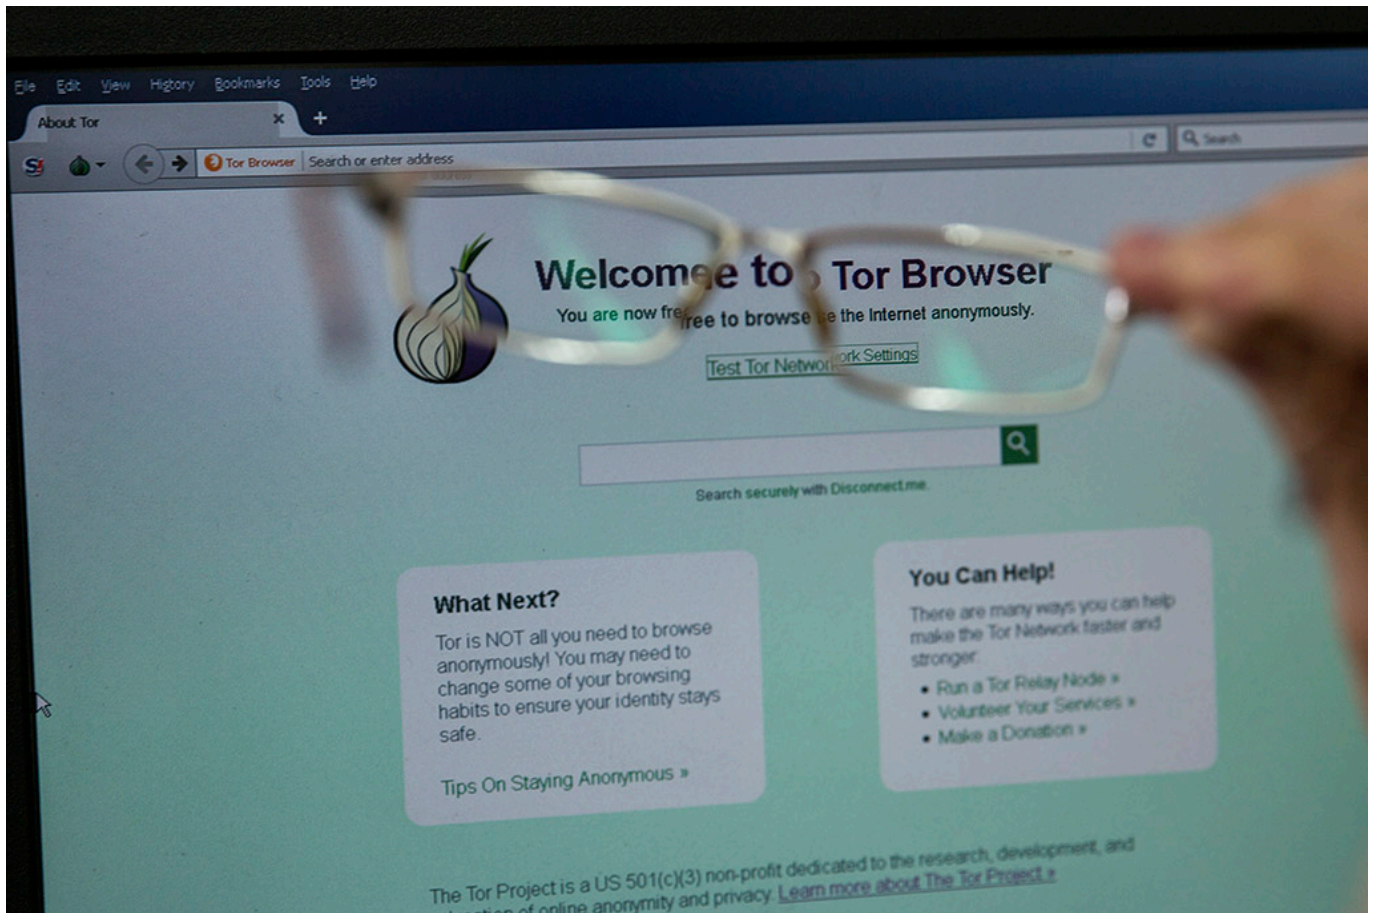 File Edit View History Bookmarks Tools Help
About Tor
Tor Browser Search or enter address
Search
Welcome to Tor Browser
You are now free to browse the Internet anonymously.
Test Tor Network Settings
Search securely with Disconnect.me.
What Next?
Tor is NOT all you need to browse
anonymously! You may need to
change some of your browsing
habits to ensure your identity stays
safe.
Tips On Staying Anonymous »
You Can Help!
There are many ways you can help
make the Tor Network faster and
stronger:
• Run a Tor Relay Node »
• Volunteer Your Services »
• Make a Donation »
The Tor Project is a US 501(c)(3) non-profit dedicated to the research, development, and
of online anonymity and privacy. Learn more about The Tor Project »